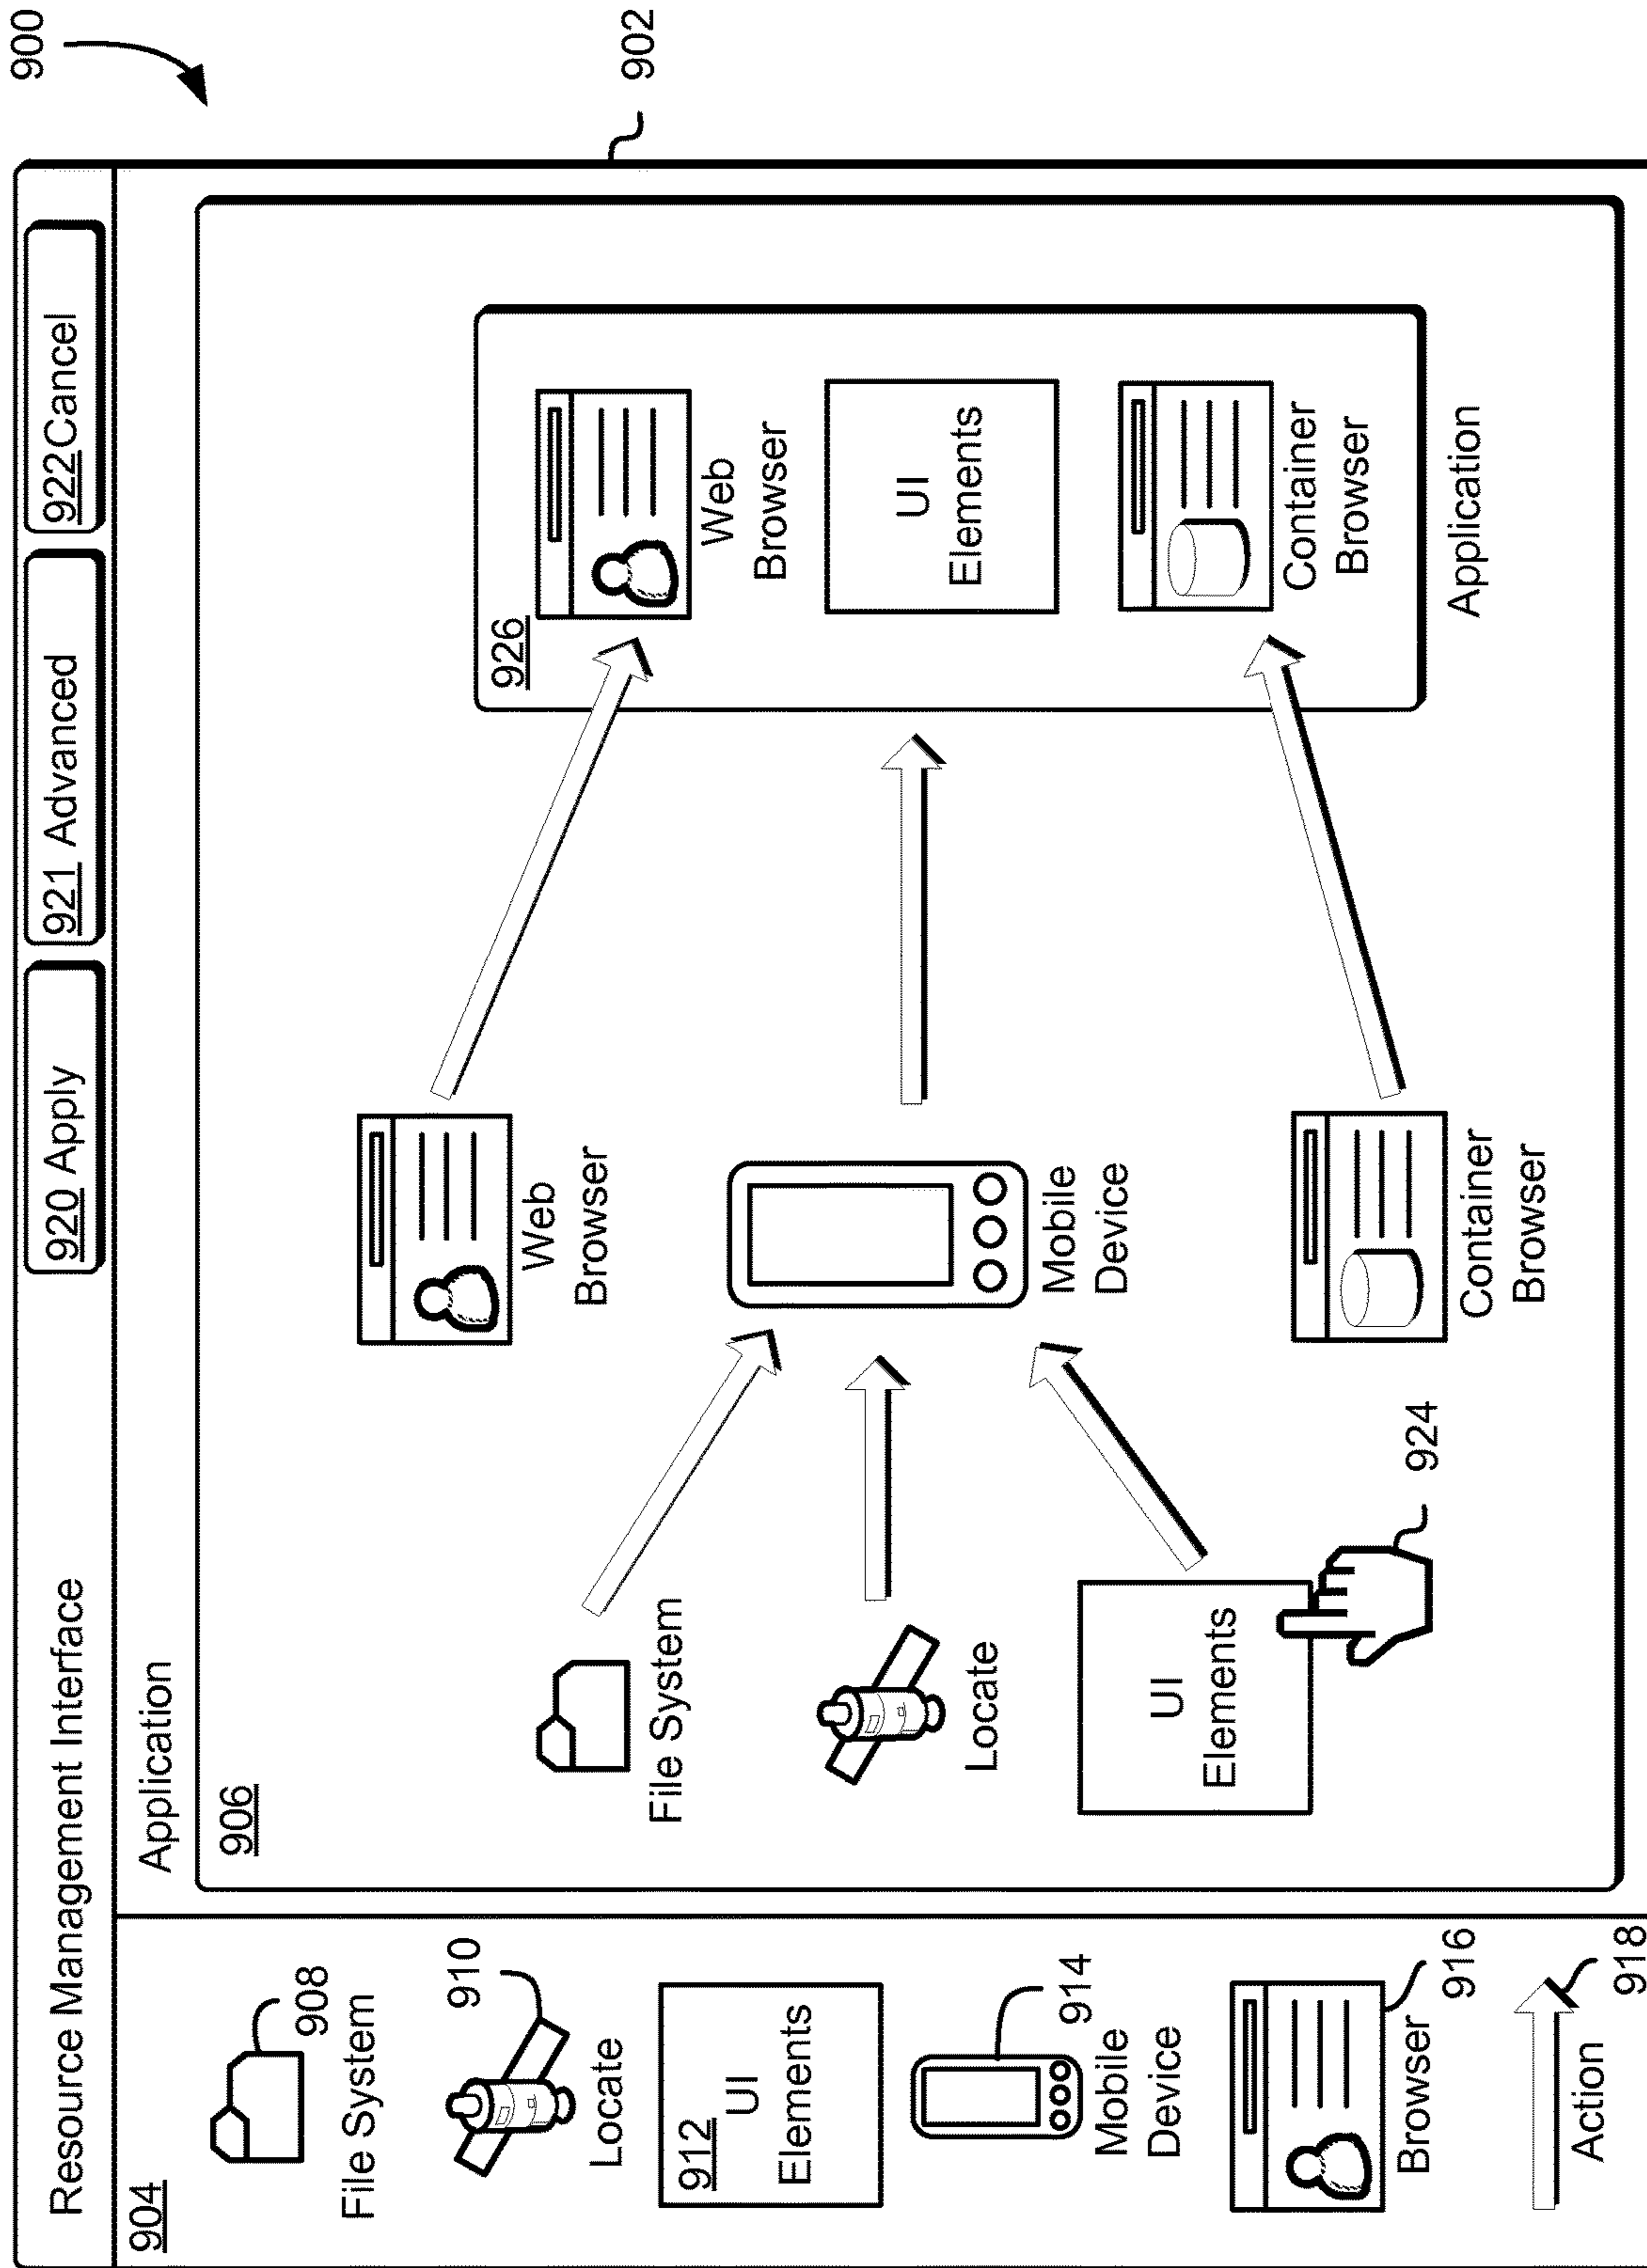 900
902
Resource Management Interface
920 Apply
921 Advanced
922Cancel
904
908
File System
910
Locate
912
UI
Elements
914
Mobile
Device
916
Browser
918
Action
Application
906
File System
Locate
UI
Elements
924
Web
Browser
Mobile
Device
Container
Browser
926
Web
Browser
UI
Elements
Container
Browser
Application